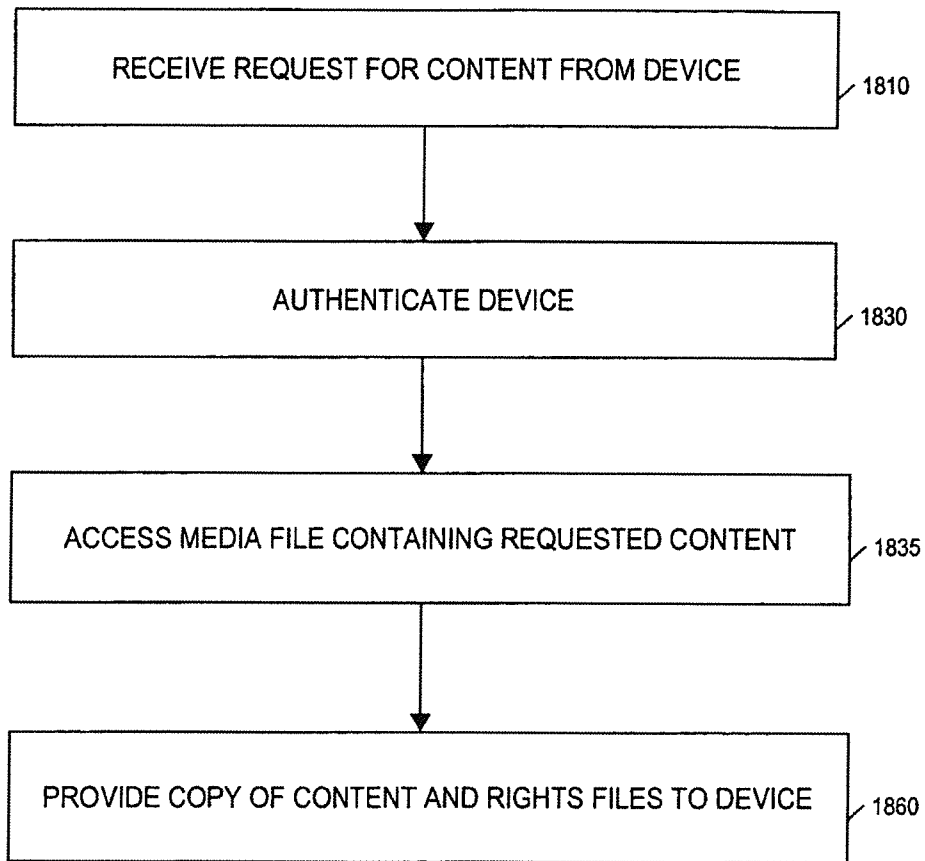 RECEIVE REQUEST FOR CONTENT FROM DEVICE
1810
AUTHENTICATE DEVICE
1830
ACCESS MEDIA FILE CONTAINING REQUESTED CONTENT
1835
PROVIDE COPY OF CONTENT AND RIGHTS FILES TO DEVICE
1860